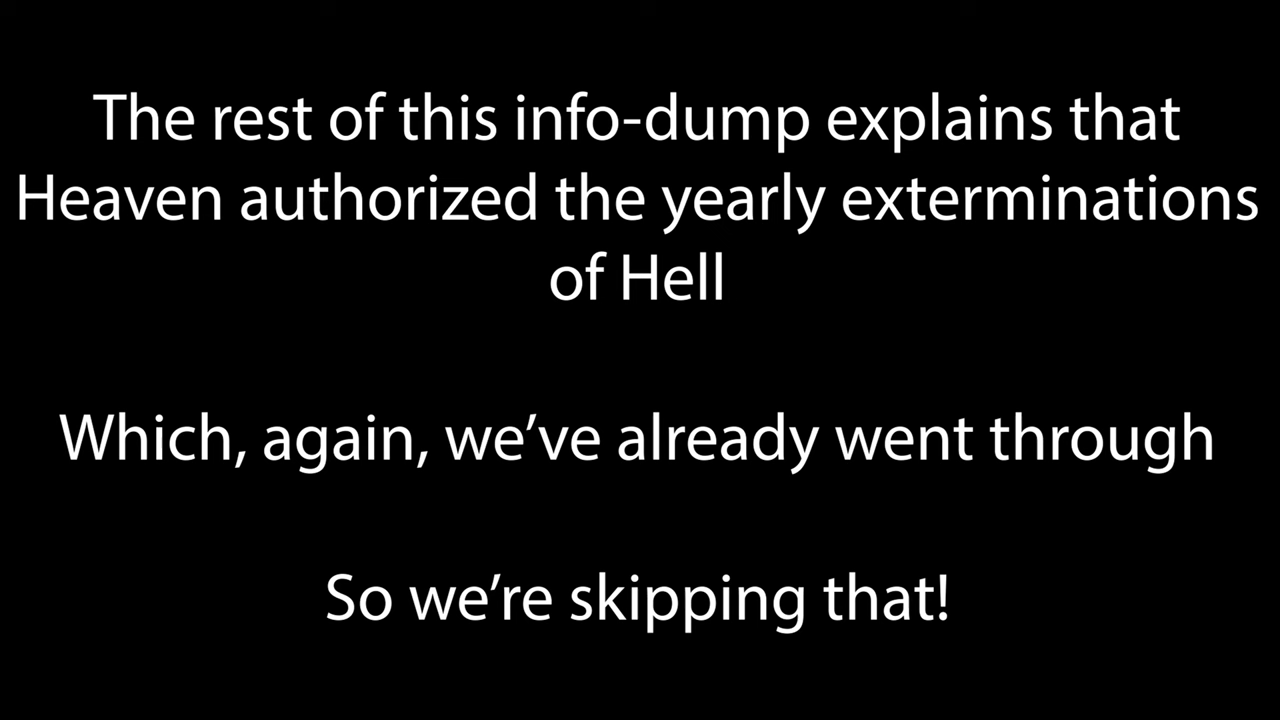 The rest of this info-dump explains that
Heaven authorized the yearly exterminations
of Hell
Which, again, we’ve already went through
So we’re skipping that!